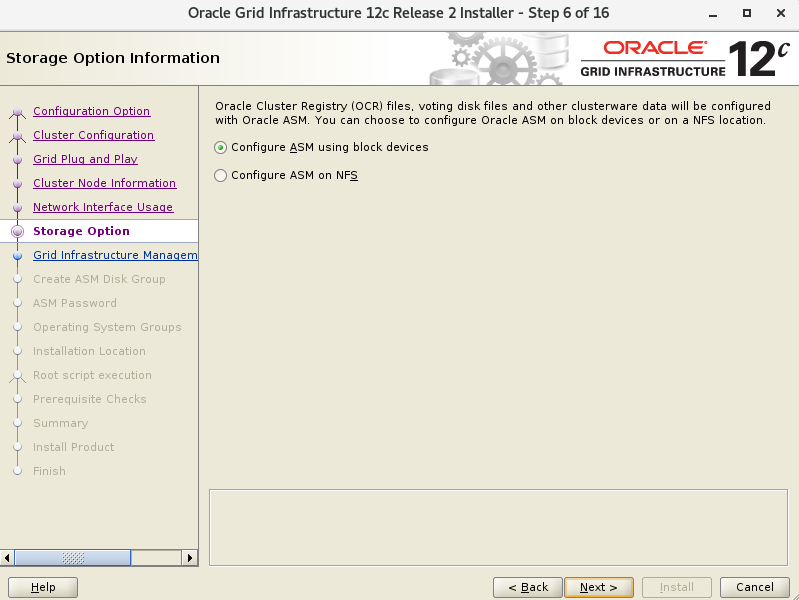 Oracle Grid Infrastructure 12c Release 2 Installer - Step 6 of 16
Storage Option Information
ORACLE
GRID INFRASTRUCTURE
12c
Configuration Option
Cluster Configuration
Grid Plug and Play
Cluster Node Information
Network Interface Usage
Storage Option
Grid Infrastructure Managem
Create ASM Disk Group
ASM Password
Operating System Groups
Installation Location
Root script execution
Prerequisite Checks
Summary
Install Product
Finish
Oracle Cluster Registry (OCR) files, voting disk files and other clusterware data will be configured
with Oracle ASM. You can choose to configure Oracle ASM on block devices or on a NFS location.
Configure ASM using block devices
Configure ASM on NFS
Help
< Back
Next >
Install
Cancel